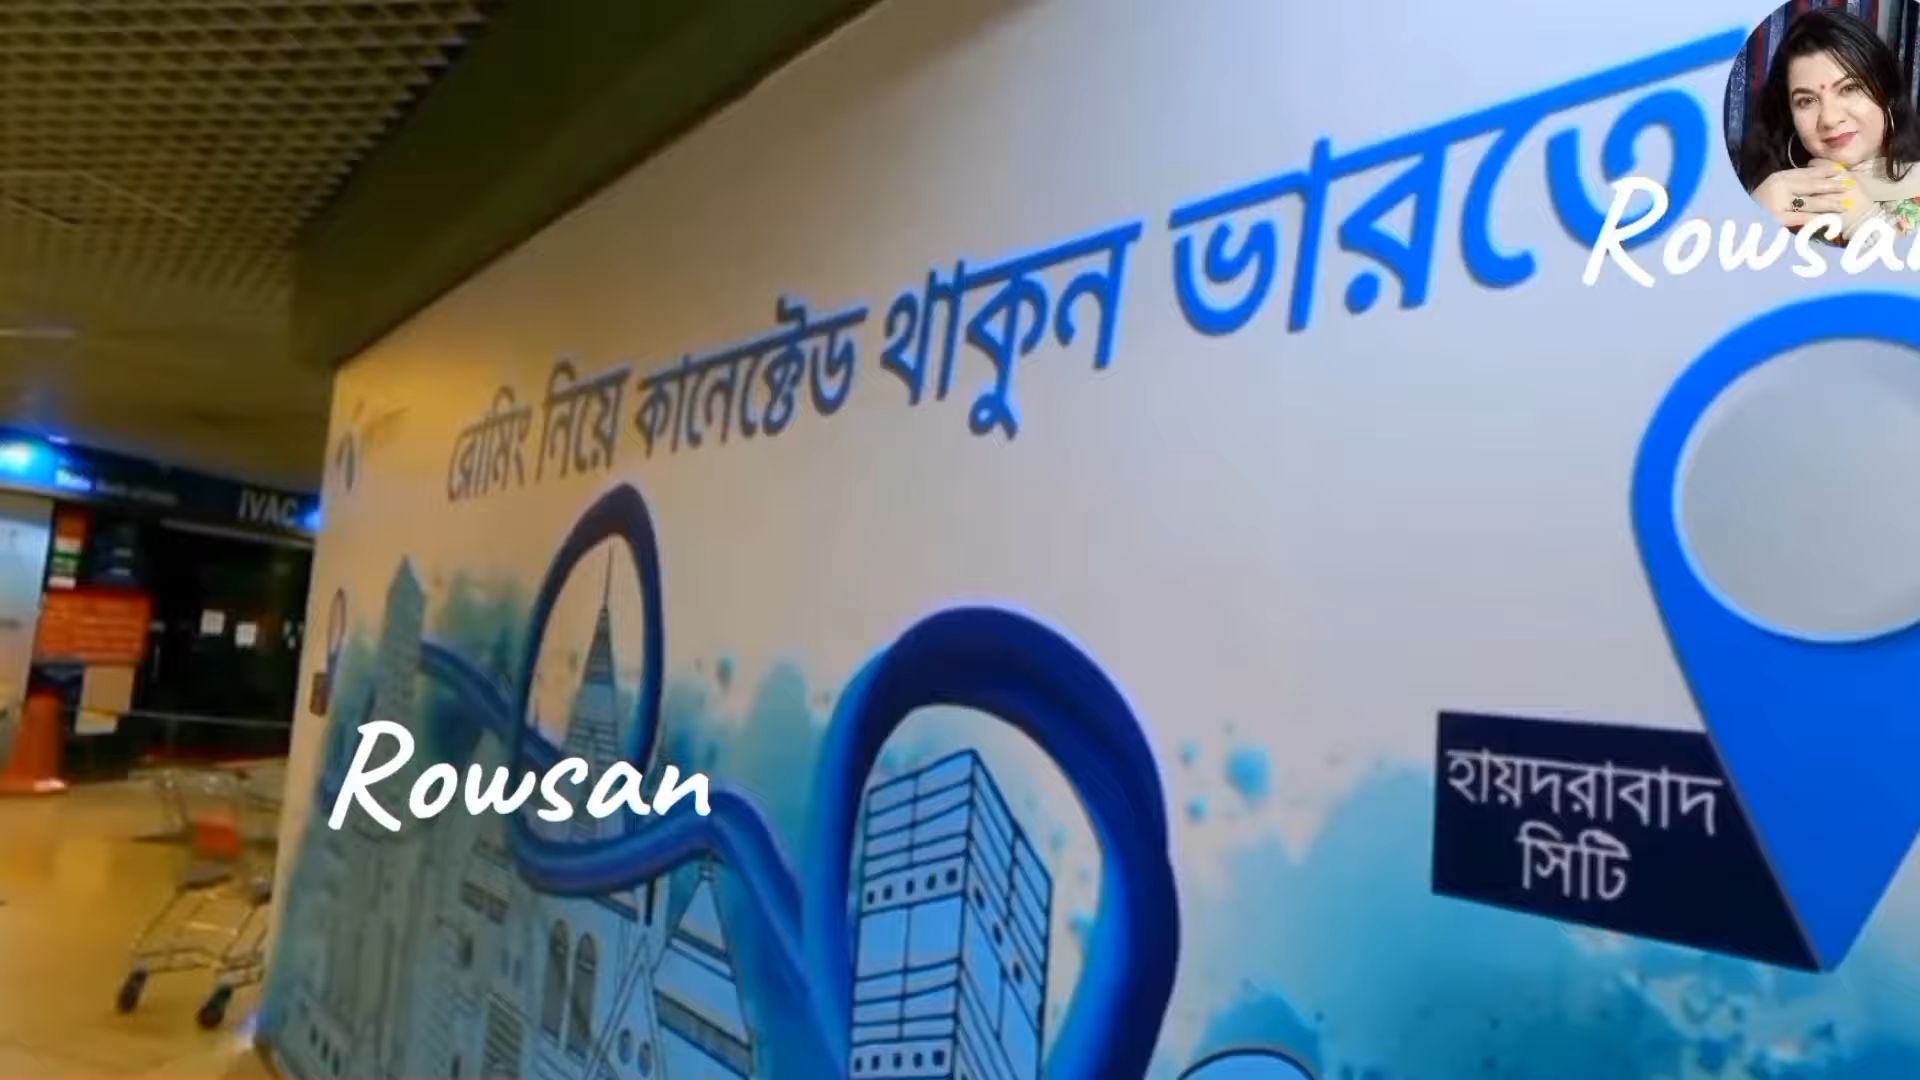 রোমিং নিয়ে কানেক্টেড থাকুন ভারতে
Rowsan
IVAC
Rowsan
হায়দরাবাদ
সিটি